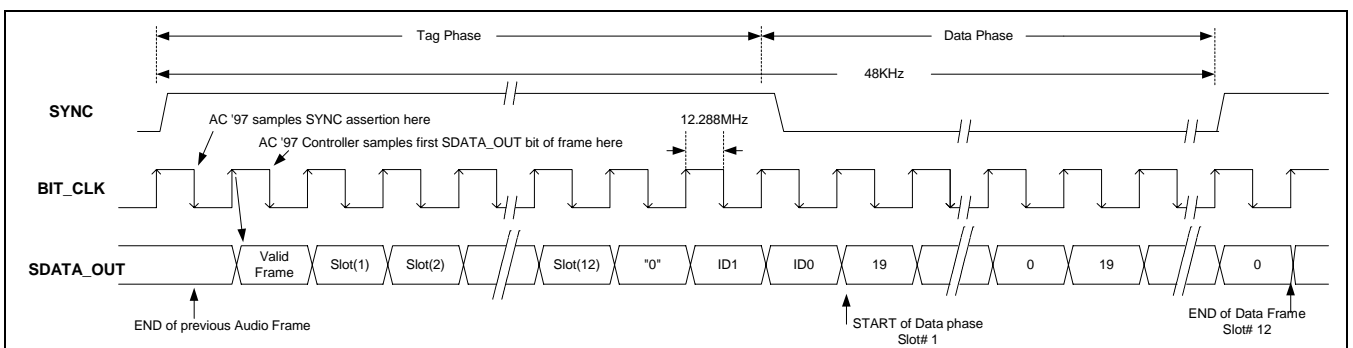 Tag Phase
Data Phase
48KHz
SYNC
AC '97 samples SYNC assertion here
12.288MHz
AC '97 Controller samples first SDATA_OUT bit of frame here
BIT_CLK
SDATA_OUT
Valid
Frame
Slot(1)
Slot(2)
Slot(12)
"0"
ID1
ID0
19
0
19
0
END of previous Audio Frame
START of Data phase
Slot# 1
END of Data Frame
Slot# 12